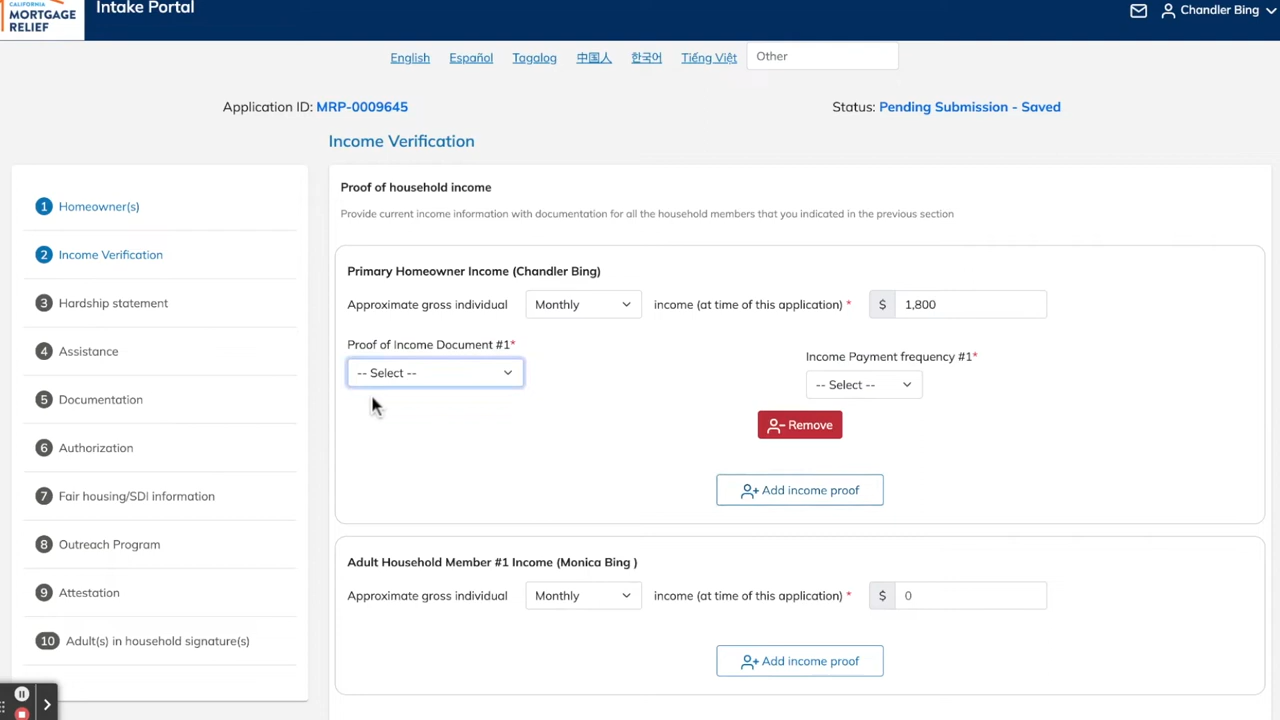 CALIFORNIA
MORTGAGE
RELIEF
Intake Portal
Chandler Bing
English Español Tagalog 中国人 한국어 Tiếng Việt Other
Application ID: MRP-0009645
Status: Pending Submission - Saved
Income Verification
1 Homeowner(s)
2 Income Verification
3 Hardship statement
4 Assistance
5 Documentation
6 Authorization
7 Fair housing/SDI information
8 Outreach Program
9 Attestation
10 Adult(s) in household signature(s)
Proof of household income
Provide current income information with documentation for all the household members that you indicated in the previous section
Primary Homeowner Income (Chandler Bing)
Approximate gross individual Monthly income (at time of this application) * $ 1,800
Proof of Income Document #1*
-- Select --
Income Payment frequency #1*
-- Select --
Remove
Add income proof
Adult Household Member #1 Income (Monica Bing )
Approximate gross individual Monthly income (at time of this application) * $ 0
Add income proof